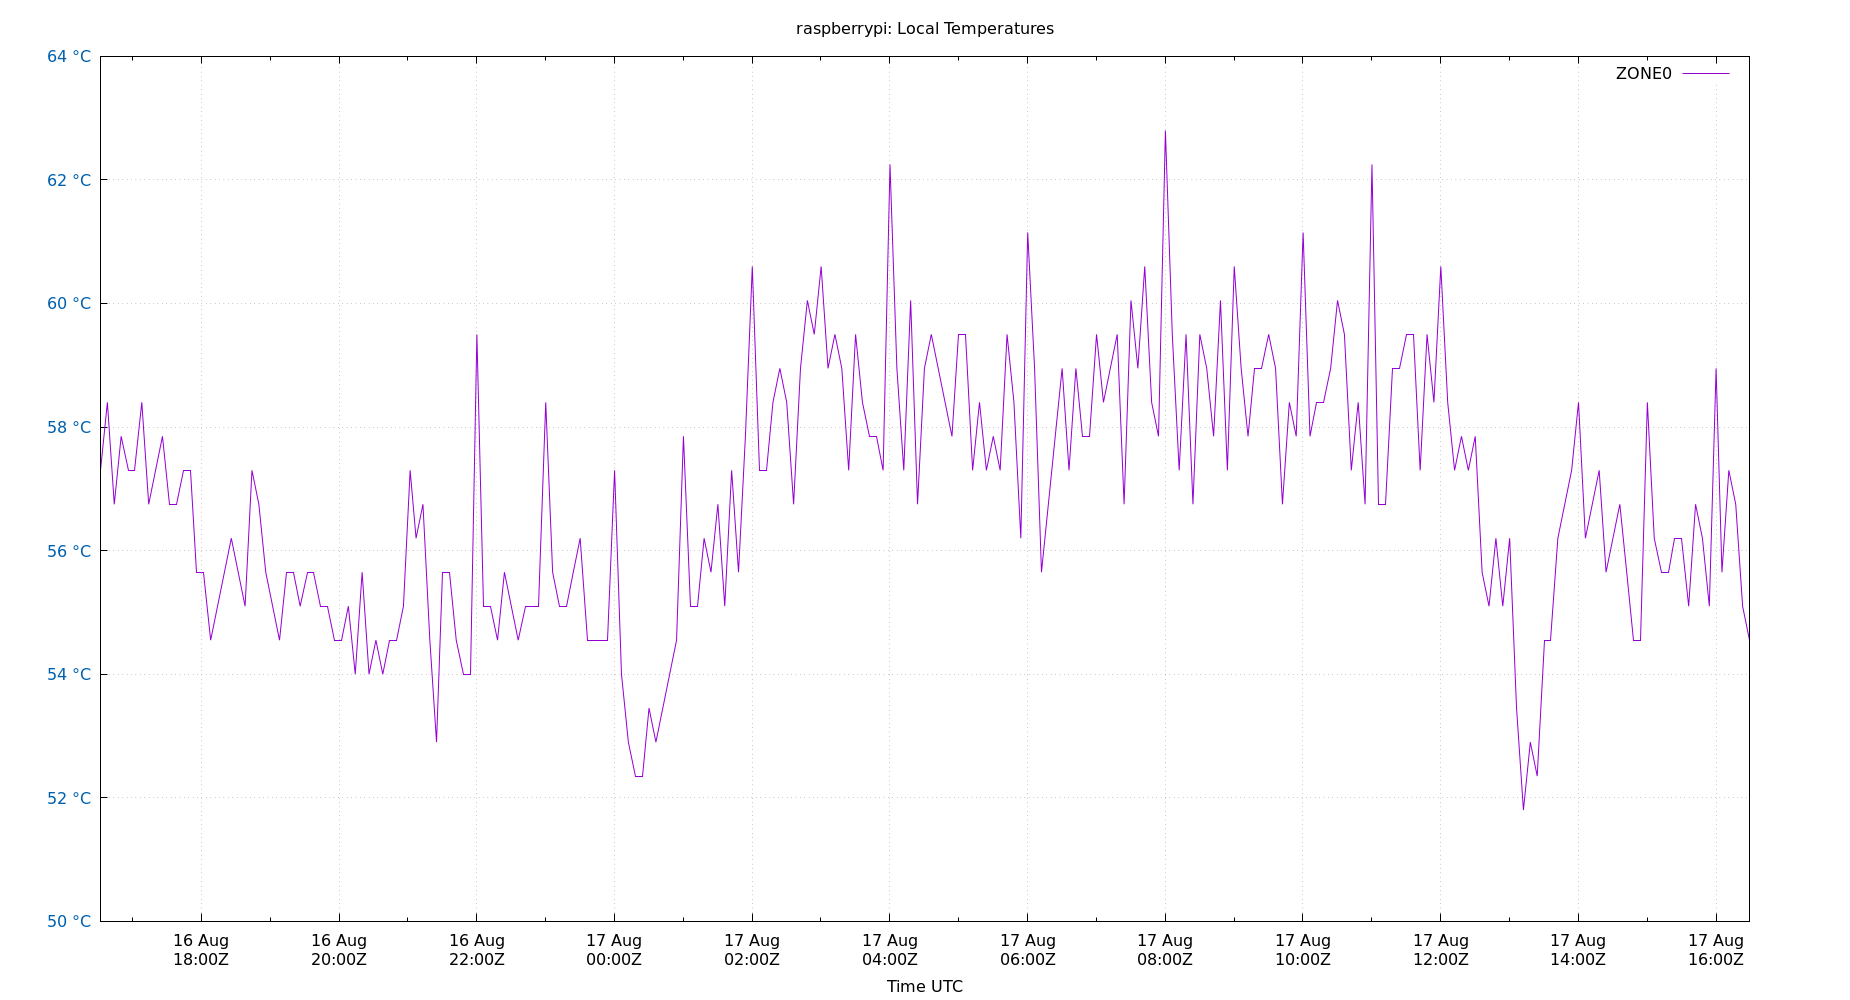 raspberrypi: Local Temperatures
64 °C
62 °C
60 °C
58 °C
56 °C
54 °C
52 °C
50 °C
ZONE0
16 Aug
18:00Z
16 Aug
20:00Z
16 Aug
22:00Z
17 Aug
00:00Z
17 Aug
02:00Z
17 Aug
04:00Z
17 Aug
06:00Z
17 Aug
08:00Z
17 Aug
10:00Z
17 Aug
12:00Z
17 Aug
14:00Z
17 Aug
16:00Z
Time UTC